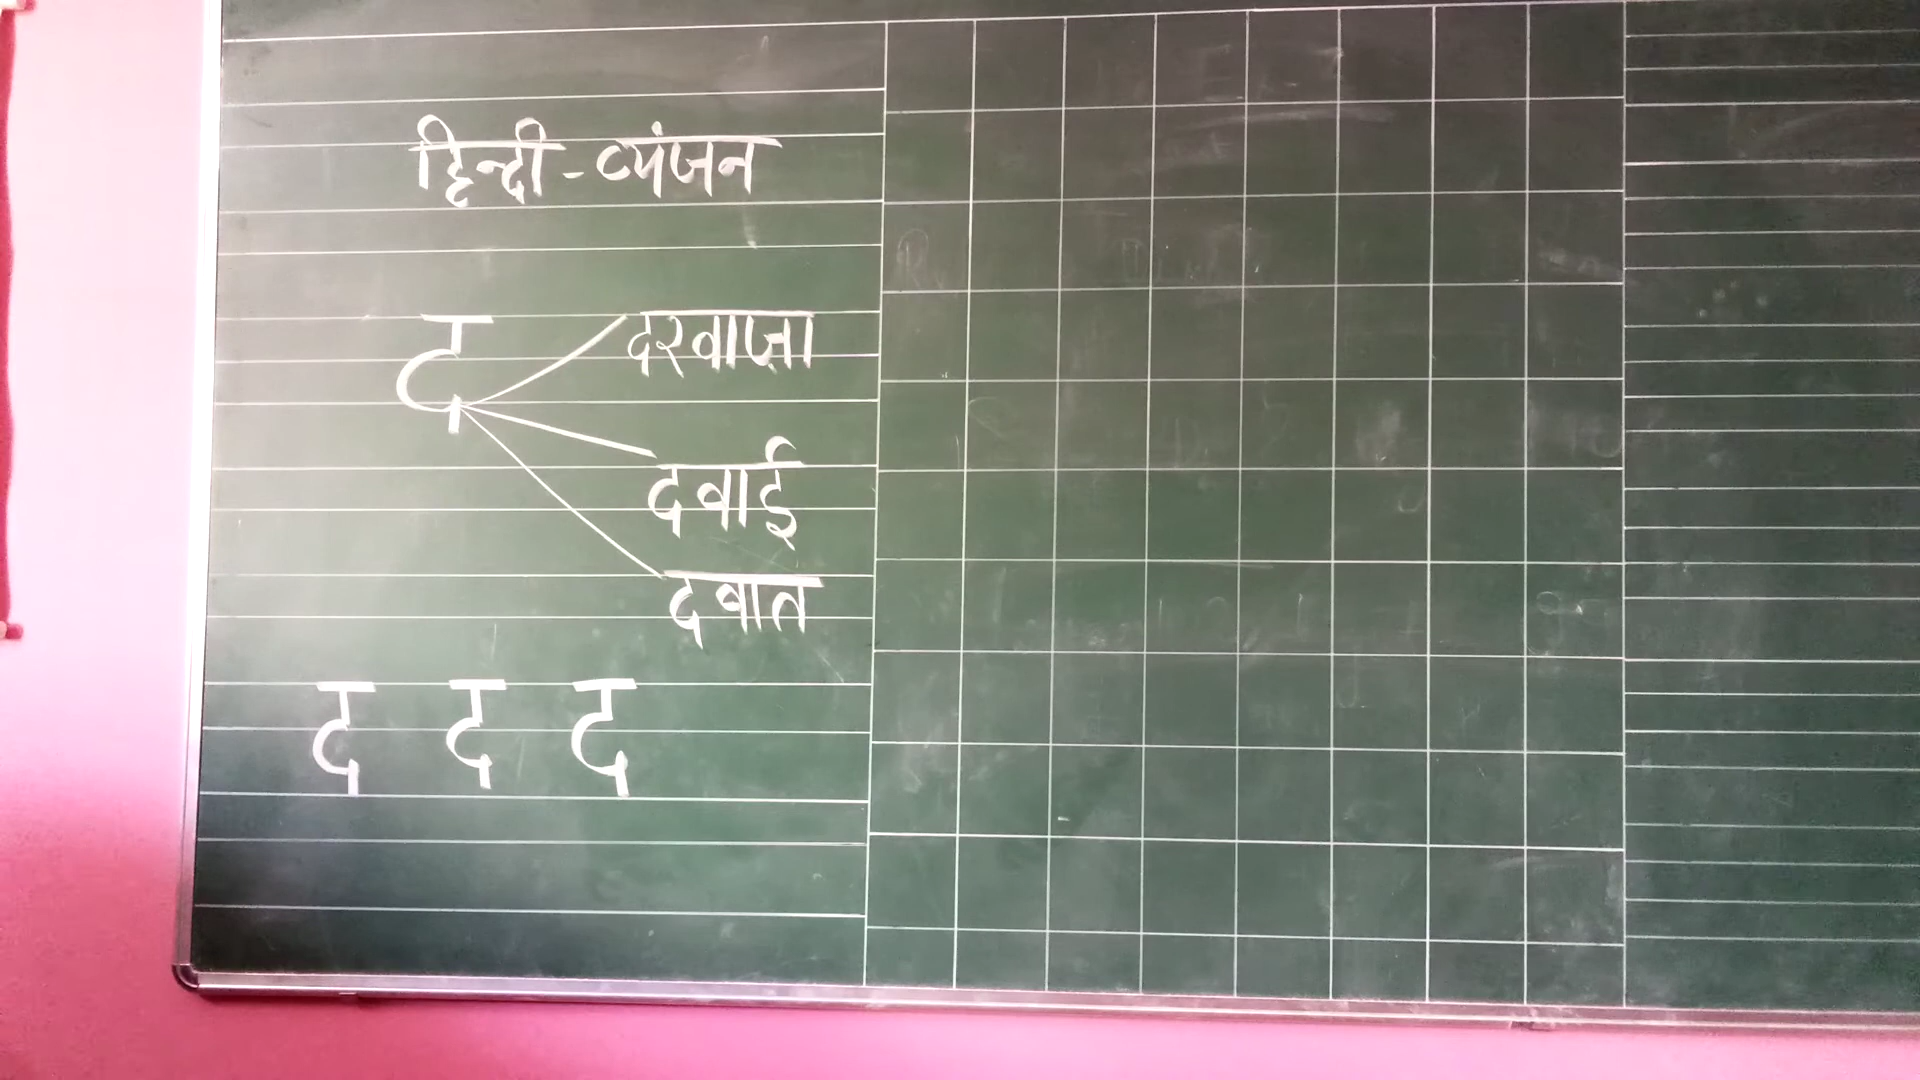 हिन्दी - व्यंजन
द
दरवाज़ा
दवाई
दवात
द द द